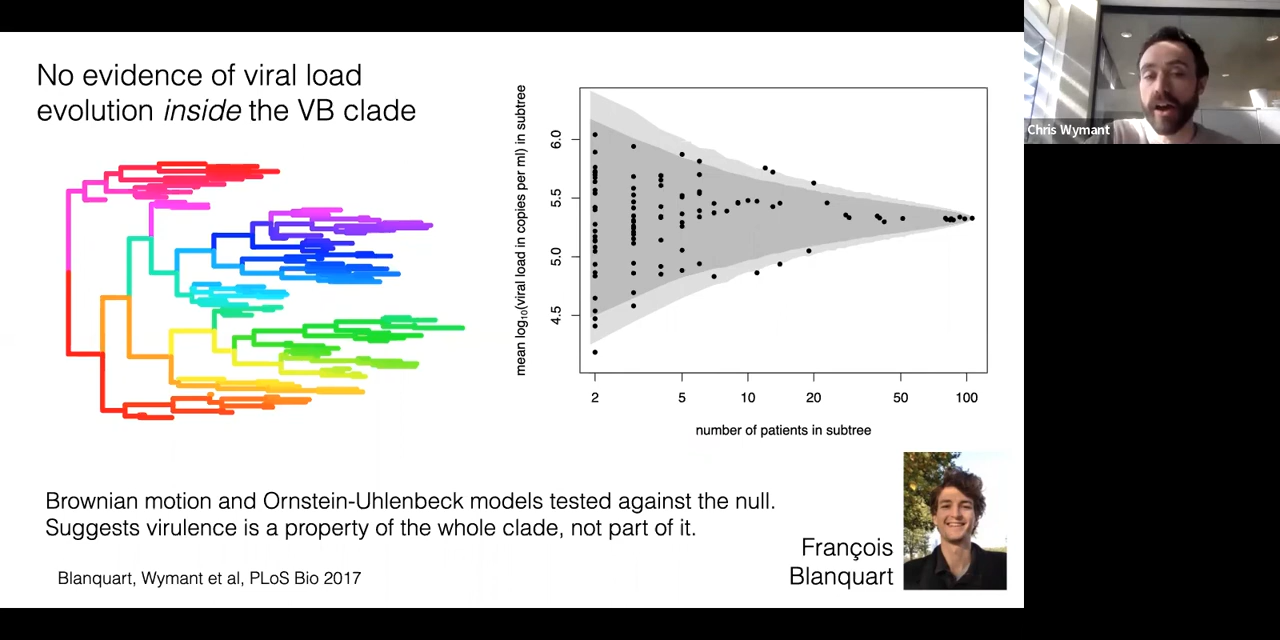 No evidence of viral load
evolution inside the VB clade
mean log10(viral load in copies per ml) in subtree
6.0
5.5
5.0
4.5
2
5
10
20
50
100
number of patients in subtree
Brownian motion and Ornstein-Uhlenbeck models tested against the null.
Suggests virulence is a property of the whole clade, not part of it.
Blanquart, Wymant et al, PLoS Bio 2017
François
Blanquart
Chris Wymant